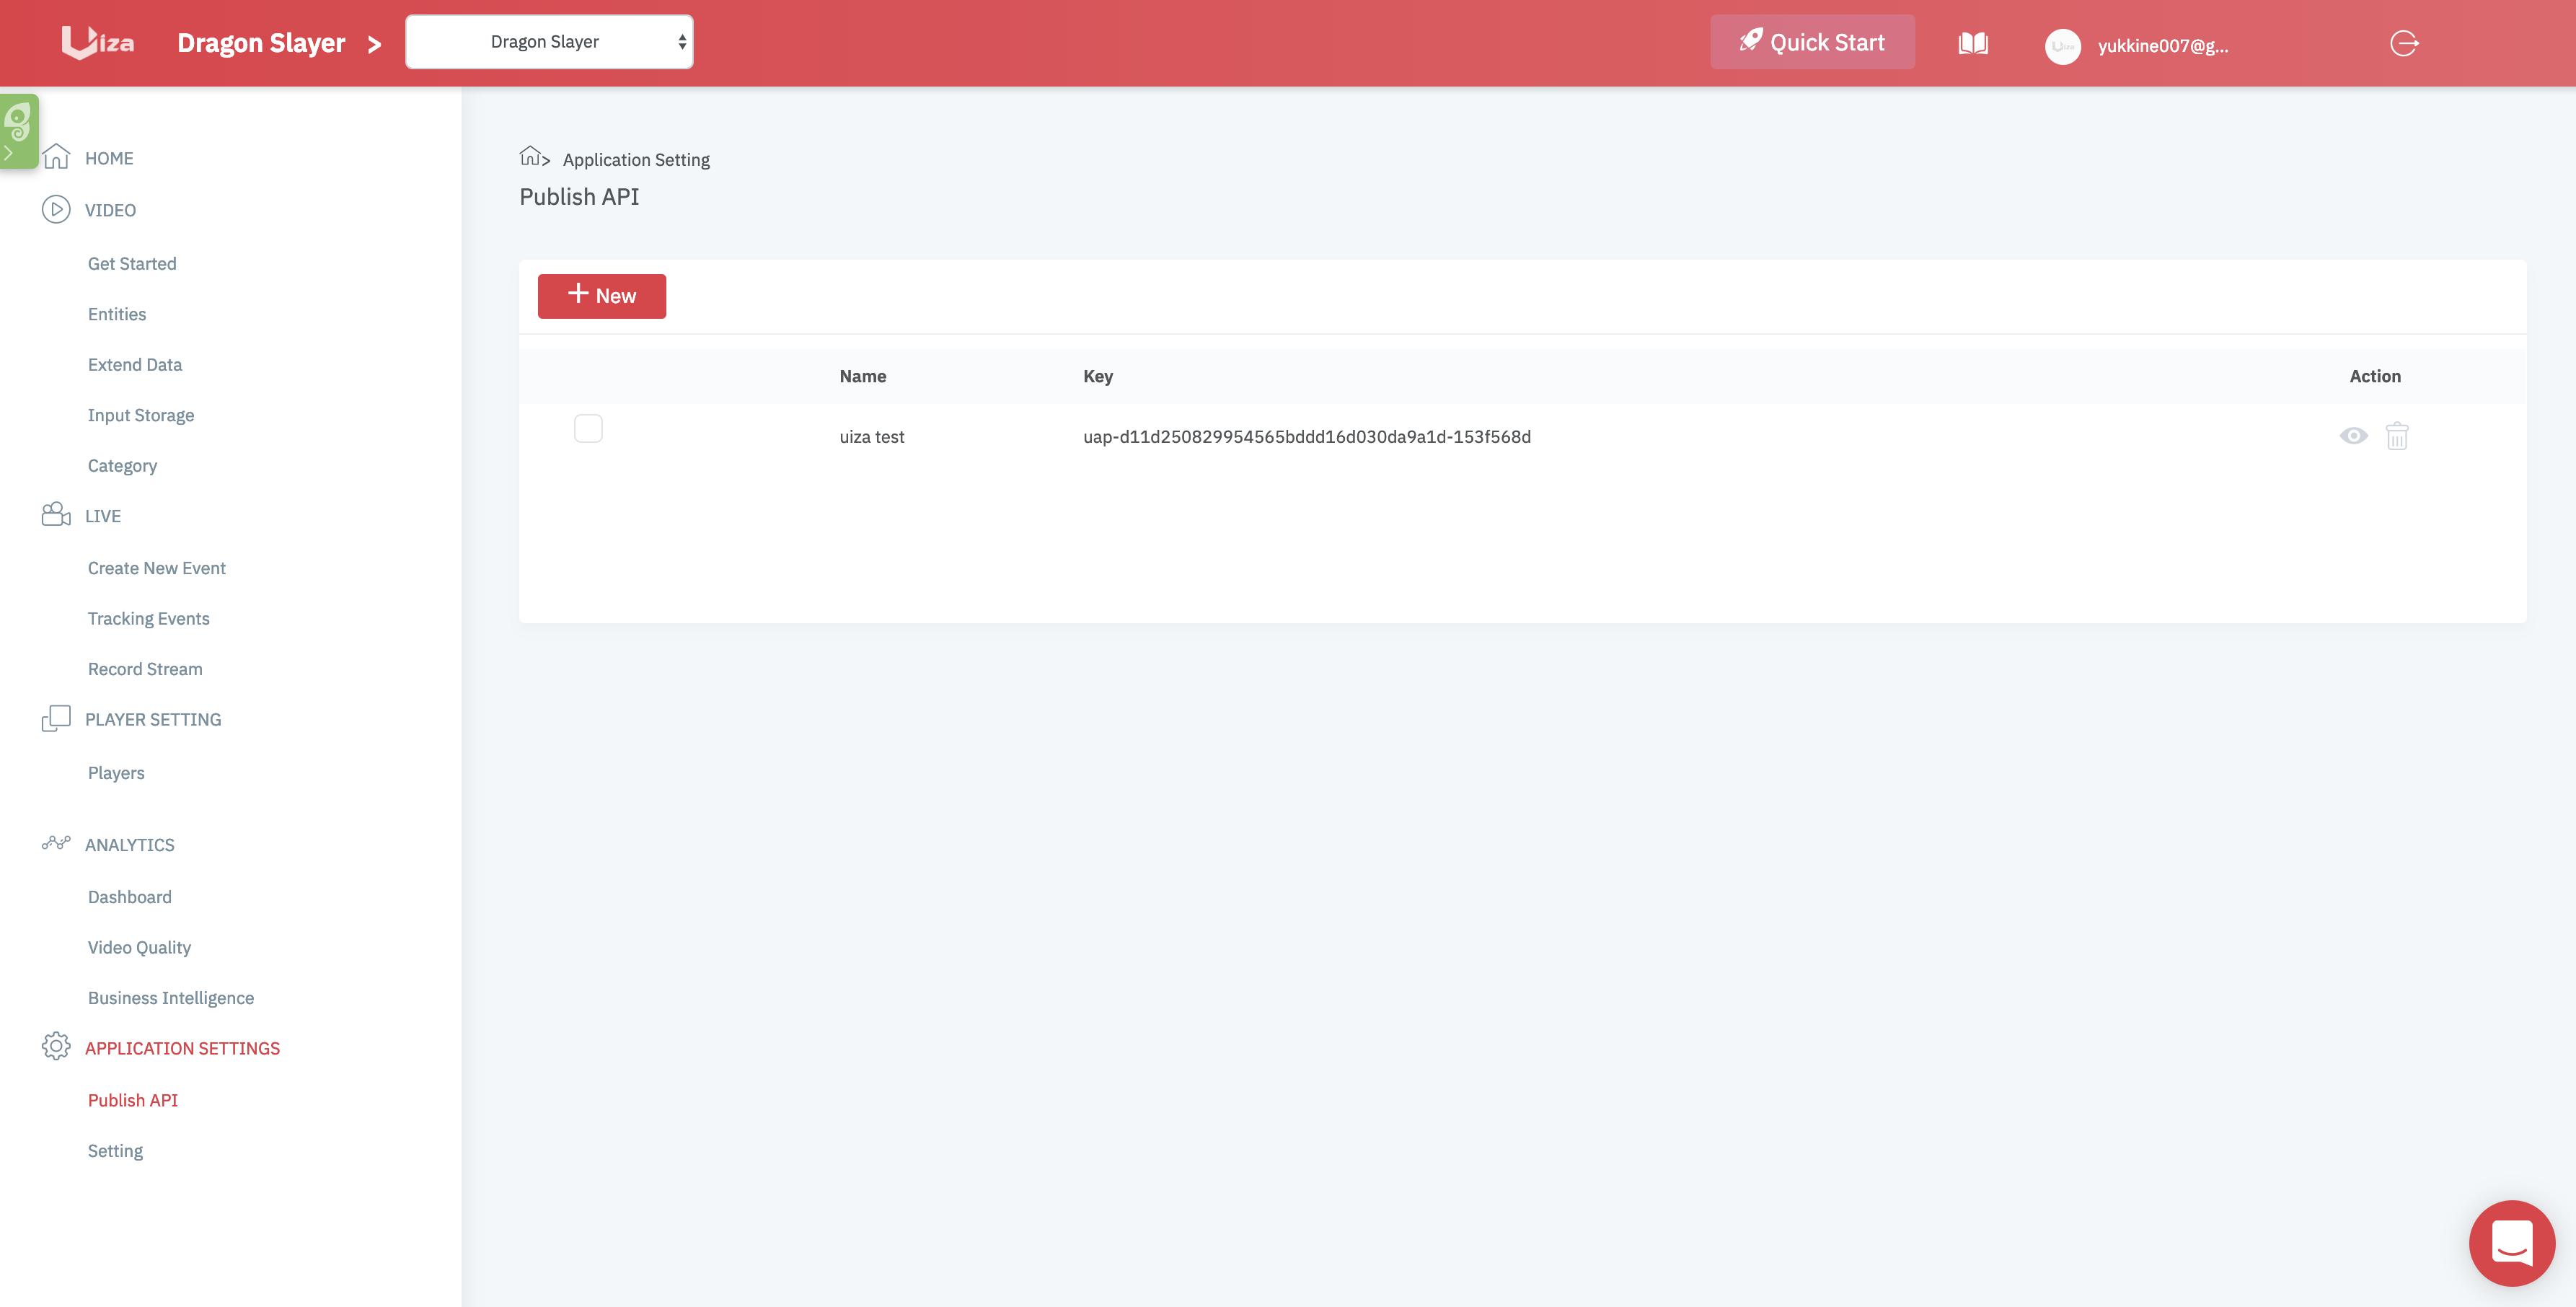 Uiza
Dragon Slayer >
Dragon Slayer
Quick Start
yukkine007@g...
HOME
VIDEO
Get Started
Entities
Extend Data
Input Storage
Category
LIVE
Create New Event
Tracking Events
Record Stream
PLAYER SETTING
Players
ANALYTICS
Dashboard
Video Quality
Business Intelligence
APPLICATION SETTINGS
Publish API
Setting
> Application Setting
Publish API
+ New
Name Key Action
uiza test uap-d11d250829954565bddd16d030da9a1d-153f568d